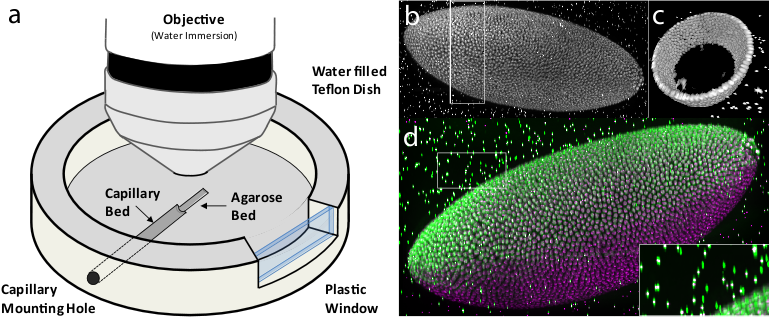 a
Objective
(Water Immersion)
Water filled
Teflon Dish
Capillary
Bed
Agarose
Bed
Capillary
Mounting Hole
Plastic
Window
b
c
d